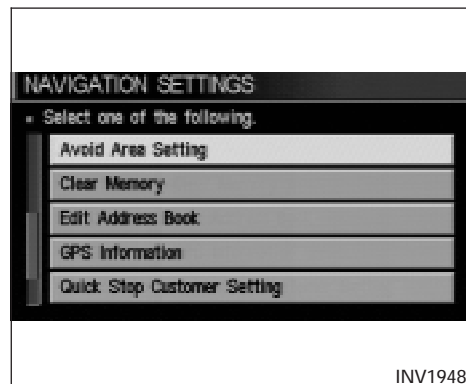 NAVIGATION SETTINGS
Select one of the following.
Avoid Area Setting
Clear Memory
Edit Address Book
GPS Information
Quick Stop Customer Setting
INV1948